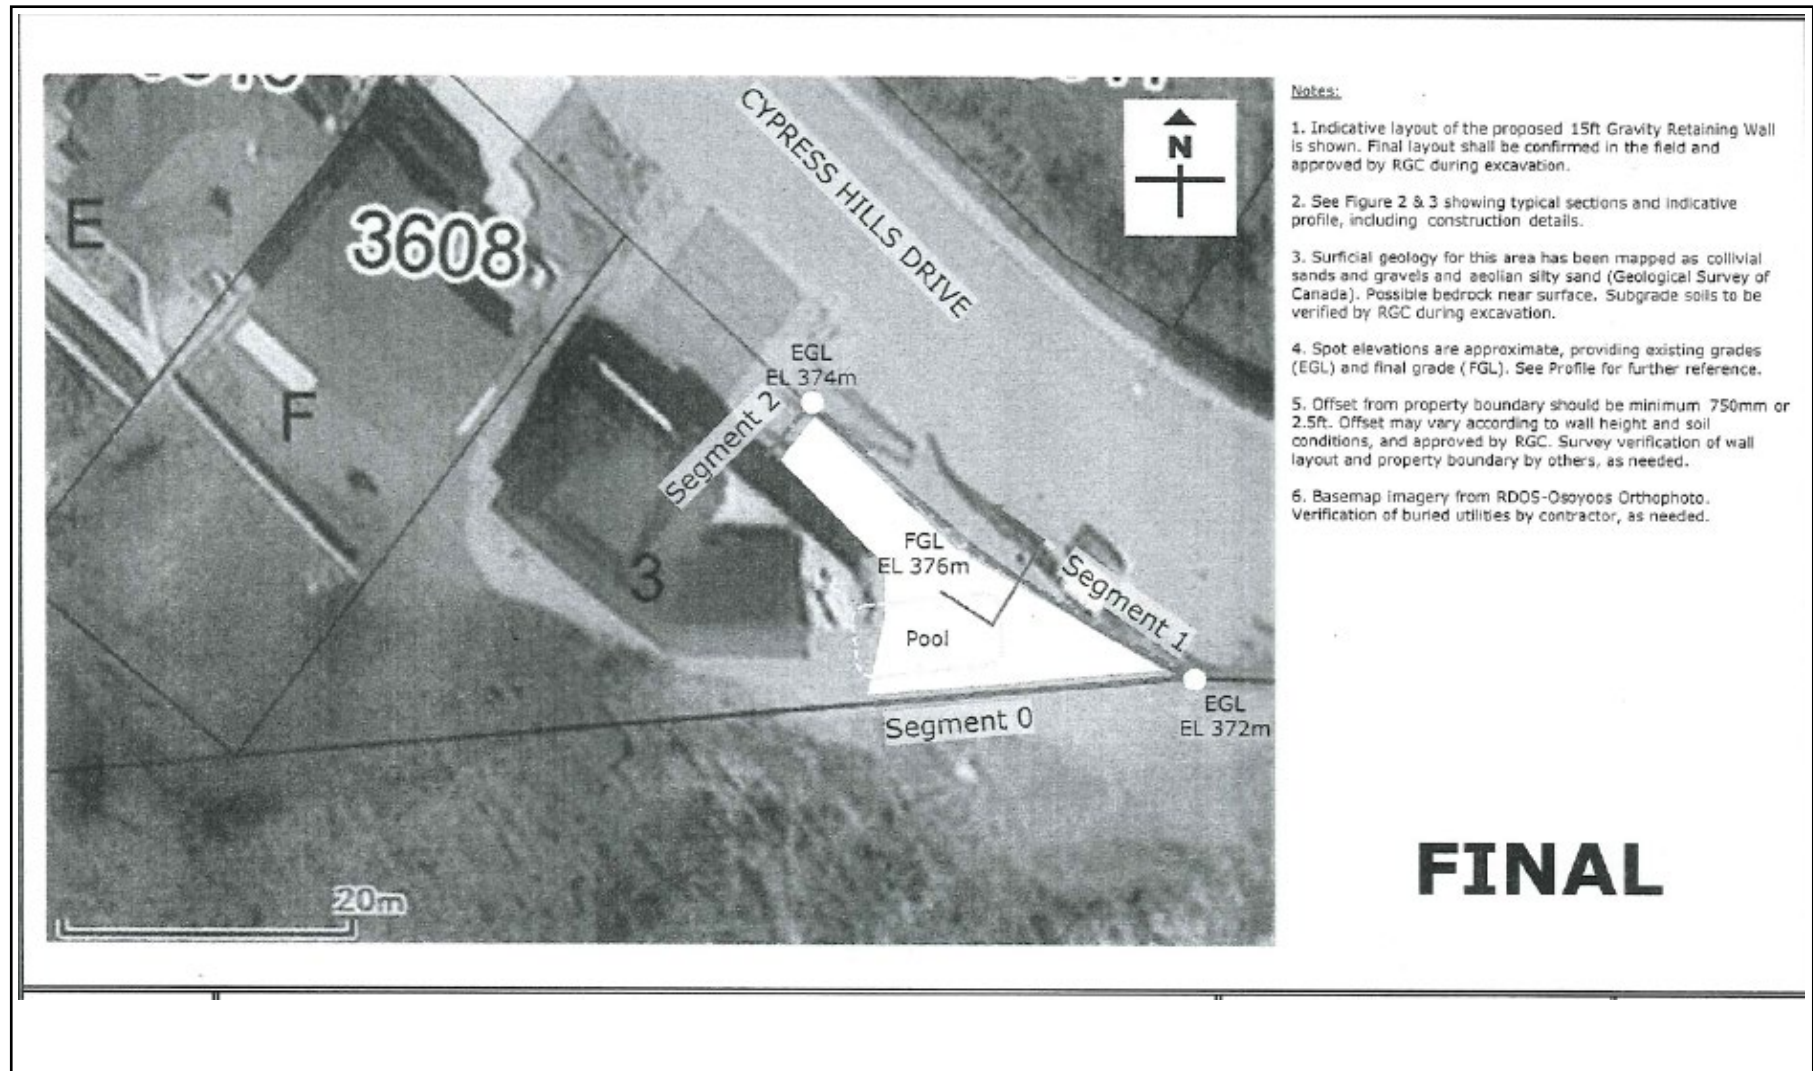 CYPRESS HILLS DRIVE
N
E
3608
F
EGL
EL 374m
Segment 2
3
FGL
EL 376m
Segment 1
Pool
Segment 0
EGL
EL 372m
20m
Notes:
1. Indicative layout of the proposed 15ft Gravity Retaining Wall
is shown. Final layout shall be confirmed in the field and
approved by RGC during excavation.
2. See Figure 2 & 3 showing typical sections and indicative
profile, including construction details.
3. Surficial geology for this area has been mapped as collivial
sands and gravels and aeolian silty sand (Geological Survey of
Canada). Possible bedrock near surface. Subgrade soils to be
verified by RGC during excavation.
4. Spot elevations are approximate, providing existing grades
(EGL) and final grade (FGL). See Profile for further reference.
5. Offset from property boundary should be minimum 750mm or
2.5ft. Offset may vary according to wall height and soil
conditions, and approved by RGC. Survey verification of wall
layout and property boundary by others, as needed.
6. Basemap imagery from RDOS-Osoyoos Orthophoto.
Verification of buried utilities by contractor, as needed.
FINAL